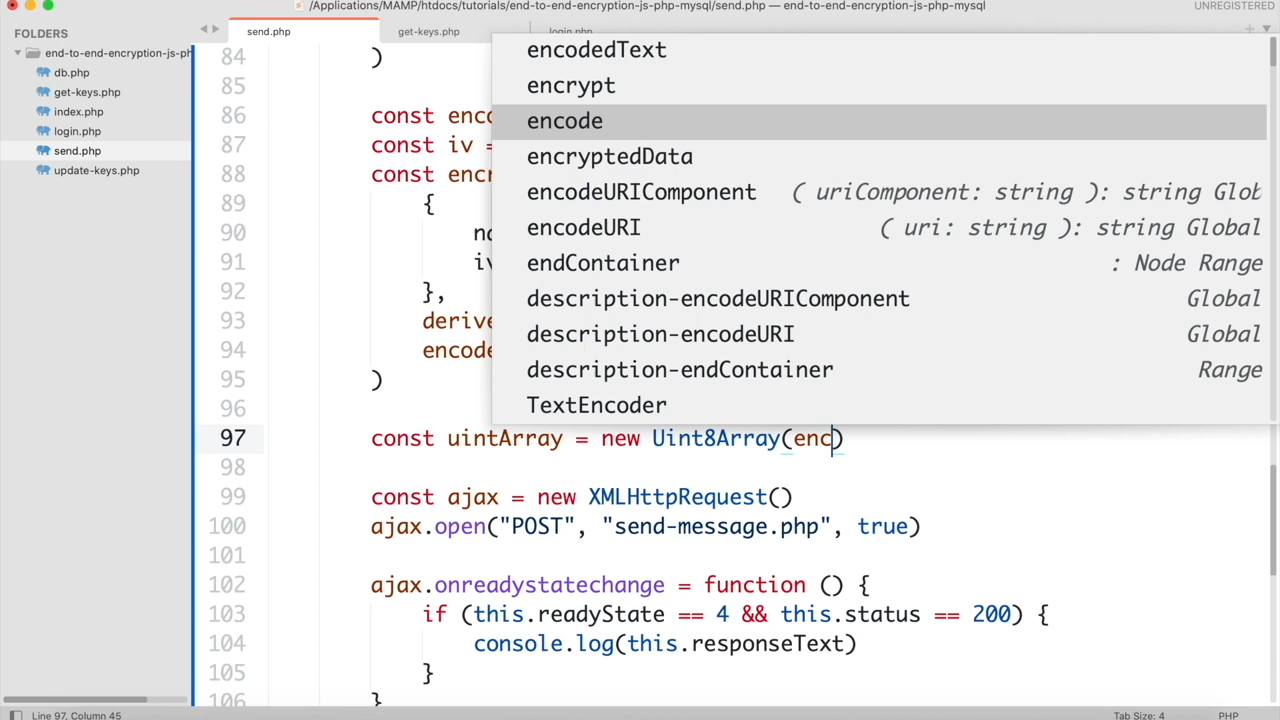 /Applications/MAMP/htdocs/tutorials/end-to-end-encryption-js-php-mysql/send.php — end-to-end-encryption-js-php-mysql
UNREGISTERED
FOLDERS
end-to-end-encryption-js-ph
db.php
get-keys.php
index.php
login.php
send.php
update-keys.php
send.php
get-keys.php
login.php
84 )
85
86 const enco
87 const iv =
88 const encr
89 {
90 na
91 iv
92 },
93 derive
94 encode
95 )
96
97 const uintArray = new Uint8Array(enc)
98
99 const ajax = new XMLHttpRequest()
100 ajax.open("POST", "send-message.php", true)
101
102 ajax.onreadystatechange = function () {
103 if (this.readyState == 4 && this.status == 200) {
104 console.log(this.responseText)
105 }
106 }
encodedText
encrypt
encode
encryptedData
encodeURIComponent ( uriComponent: string ): string Glob
encodeURI ( uri: string ): string Global
endContainer : Node Range
description-encodeURIComponent Global
description-encodeURI Global
description-endContainer Range
TextEncoder
Line 97, Column 45
Tab Size: 4
PHP